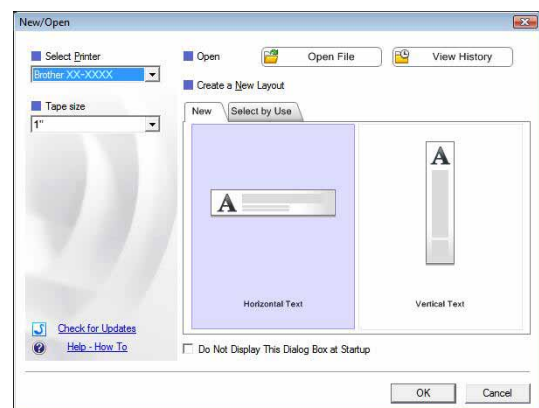 New/Open
Select Printer
Brother XX-XXXX
Tape size
1"
Check for Updates
Help - How To
Open
Open File
View History
Create a New Layout
New
Select by Use
A
Horizontal Text
A
Vertical Text
Do Not Display This Dialog Box at Startup
OK
Cancel